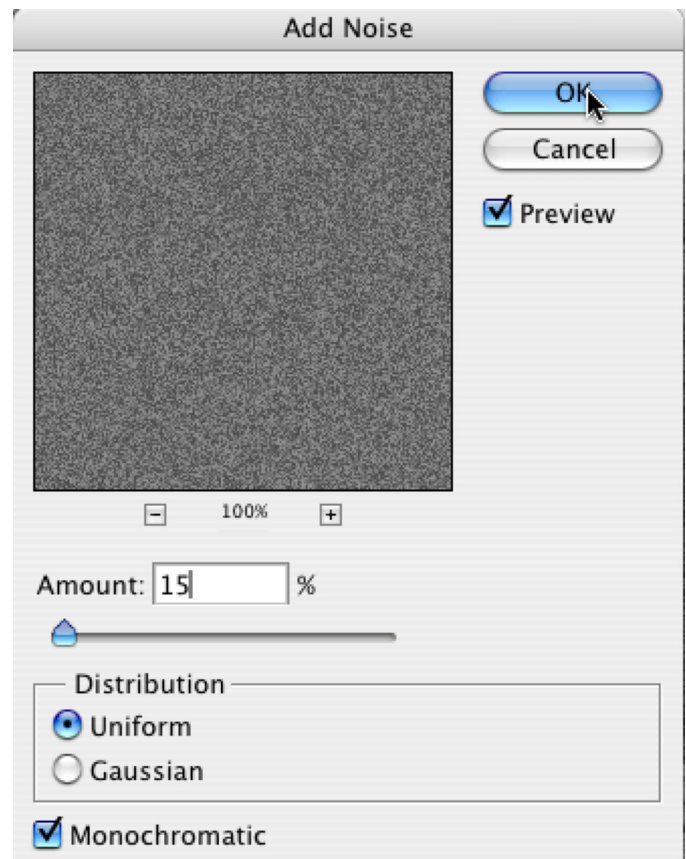 Add Noise
OK
Cancel
Preview
100%
Amount: 15 %
Distribution
Uniform
Gaussian
Monochromatic